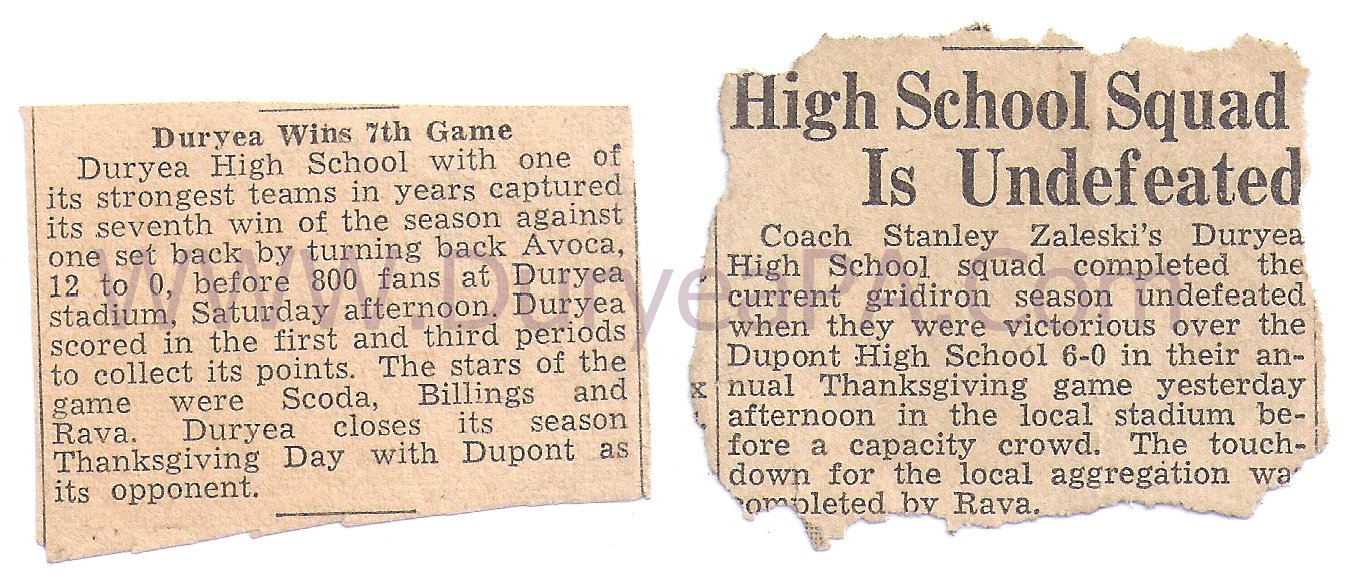 Duryea Wins 7th Game
Duryea High School with one of
its strongest teams in years captured
its seventh win of the season against
one set back by turning back Avoca,
12 to 0, before 800 fans at Duryea
stadium, Saturday afternoon. Duryea
scored in the first and third periods
to collect its points. The stars of the
game were Scoda, Billings and
Rava. Duryea closes its season
Thanksgiving Day with Dupont as
its opponent.
High School Squad
Is Undefeated
Coach Stanley Zaleski's Duryea
High School squad completed the
current gridiron season undefeated
when they were victorious over the
Dupont High School 6-0 in their an-
nual Thanksgiving game yesterday
afternoon in the local stadium be-
fore a capacity crowd. The touch-
down for the local aggregation was
completed by Rava.
x
www.DuryeaPA.Com